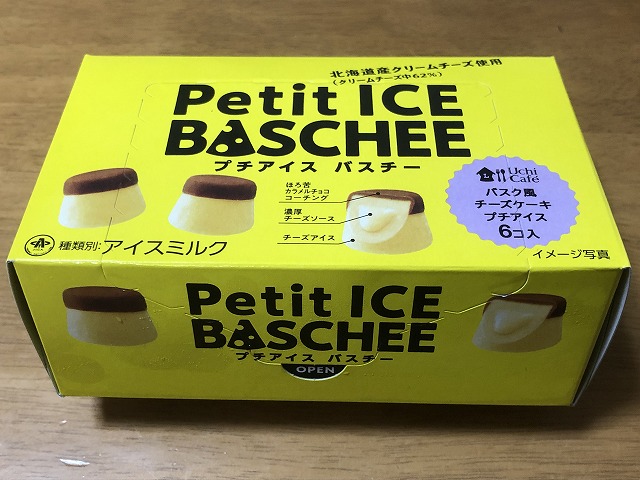 北海道産クリームチーズ使用
(クリームチーズ中62%)
Petit ICE
BASCHEE
プチアイス バスチー
ほろ苦
カラメルチョコ
コーチング
濃厚
チーズソース
チーズアイス
Uchi
Café
バスク風
チーズケーキ
プチアイス
6コ入
種類別:アイスミルク
イメージ写真
Petit ICE
BASCHEE
プチアイス バスチー
OPEN